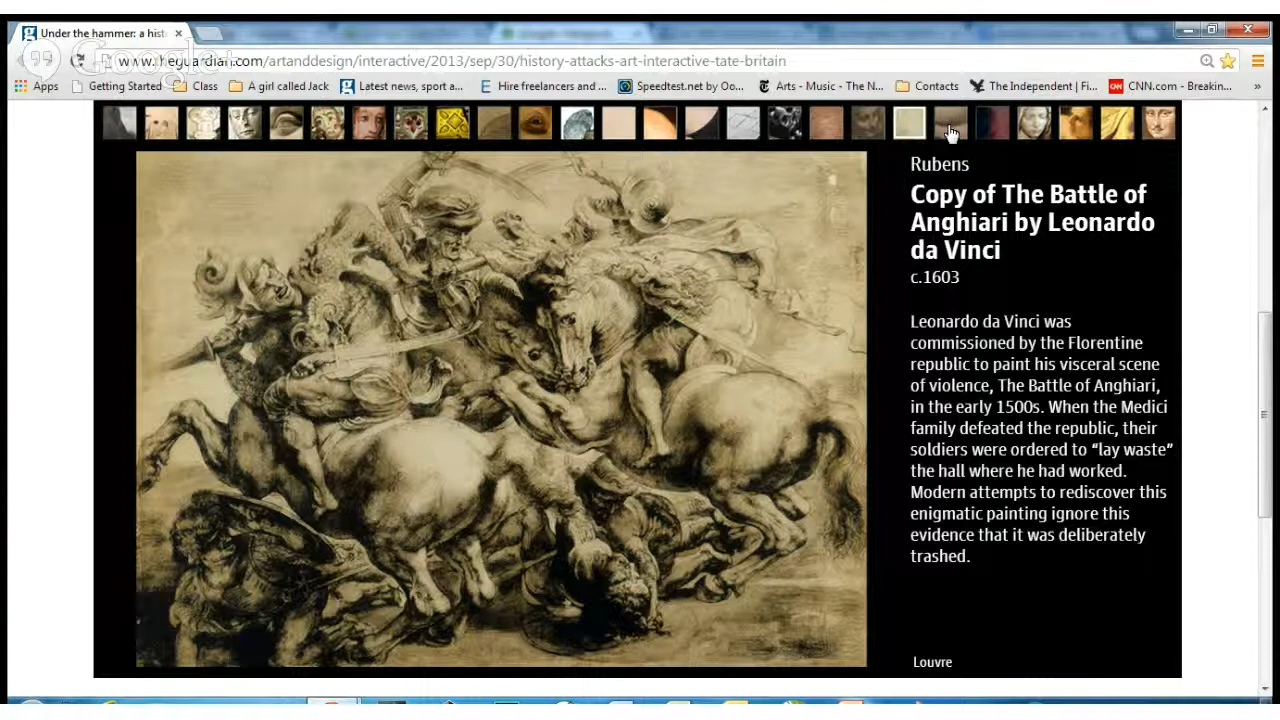 Under the hammer: a hist
Google+
www.theguardian.com/artanddesign/interactive/2013/sep/30/history-attacks-art-interactive-tate-britain
Apps Getting Started Class A girl called Jack Latest news, sport a... Hire freelancers and ... Speedtest.net by Oo... Arts - Music - The N... Contacts The Independent | Fi... CNN.com - Breakin... »
Rubens
Copy of The Battle of
Anghiari by Leonardo
da Vinci
c.1603
Leonardo da Vinci was
commissioned by the Florentine
republic to paint his visceral scene
of violence, The Battle of Anghiari,
in the early 1500s. When the Medici
family defeated the republic, their
soldiers were ordered to “lay waste”
the hall where he had worked.
Modern attempts to rediscover this
enigmatic painting ignore this
evidence that it was deliberately
trashed.
Louvre